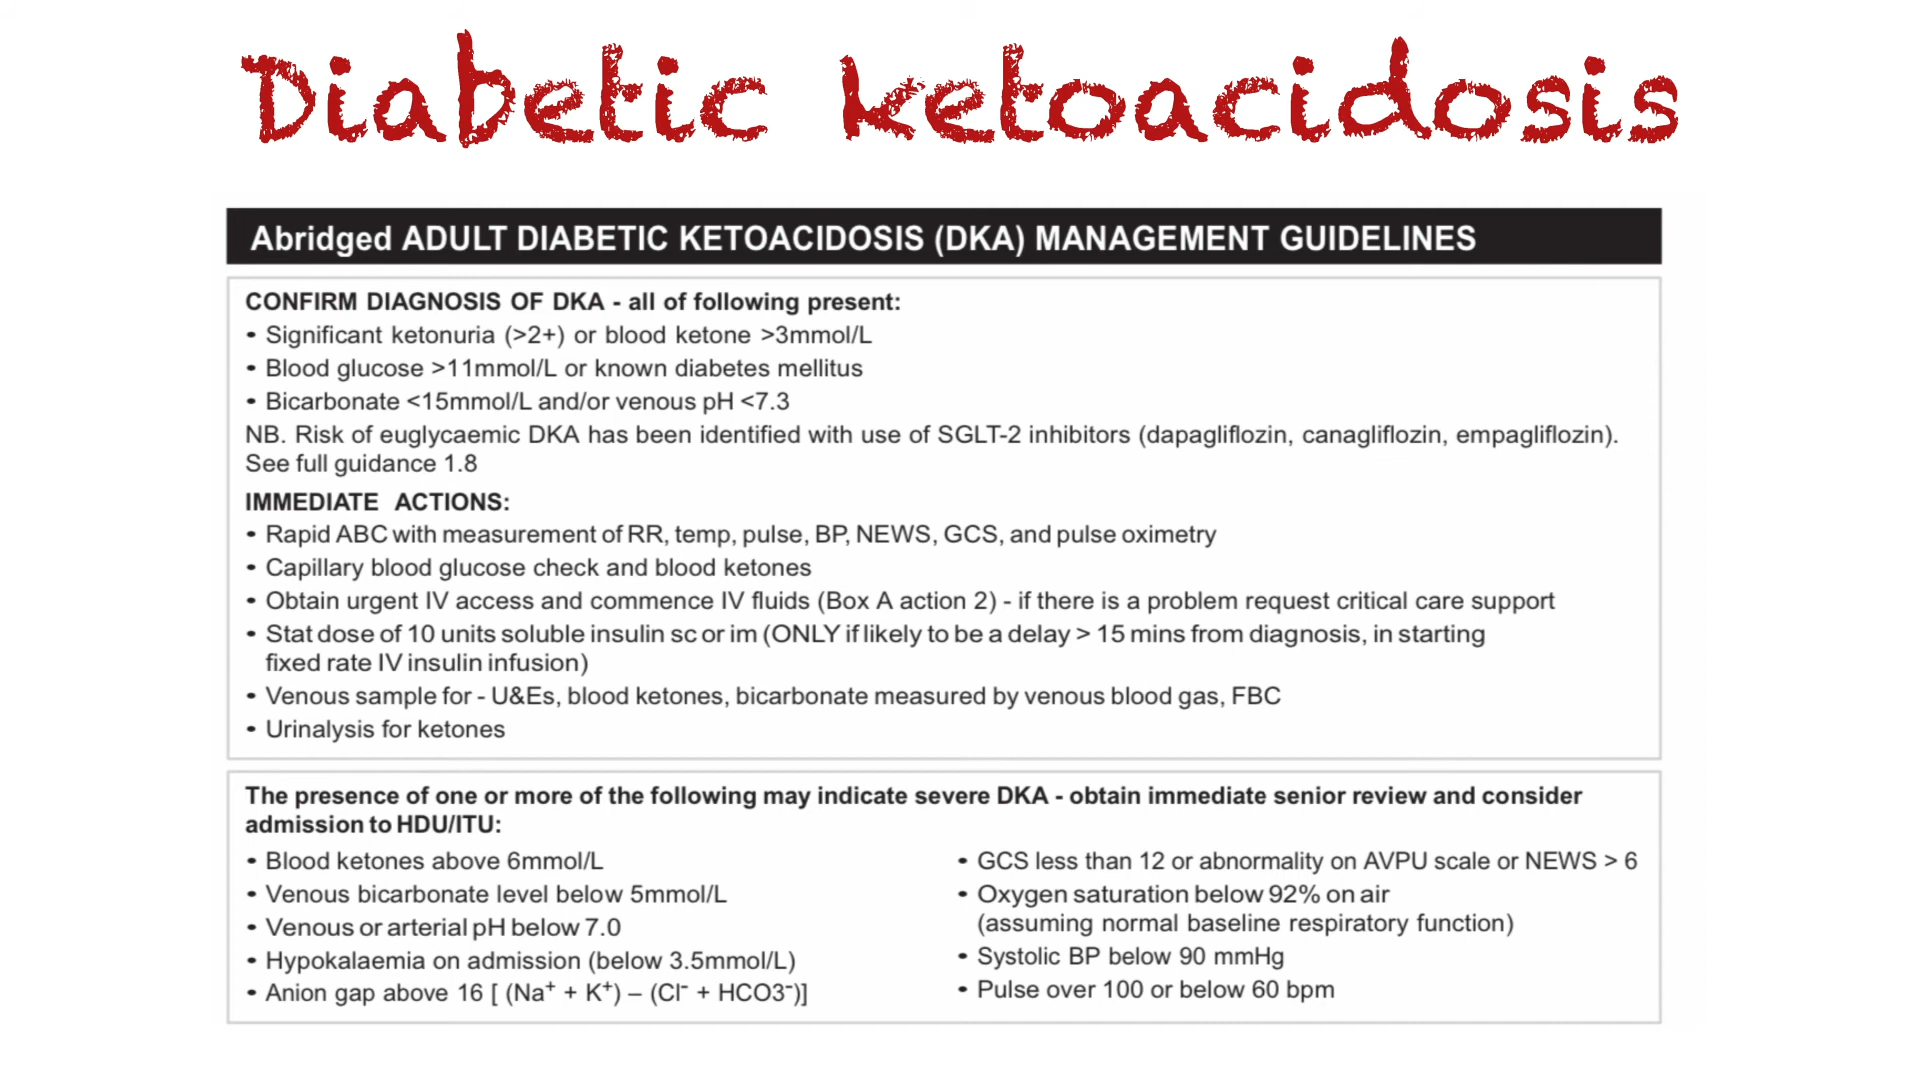 Diabetic ketoacidosis
Abridged ADULT DIABETIC KETOACIDOSIS (DKA) MANAGEMENT GUIDELINES
CONFIRM DIAGNOSIS OF DKA - all of following present:
• Significant ketonuria (>2+) or blood ketone >3mmol/L
• Blood glucose >11mmol/L or known diabetes mellitus
• Bicarbonate <15mmol/L and/or venous pH <7.3
NB. Risk of euglycaemic DKA has been identified with use of SGLT-2 inhibitors (dapagliflozin, canagliflozin, empagliflozin).
See full guidance 1.8
IMMEDIATE ACTIONS:
• Rapid ABC with measurement of RR, temp, pulse, BP, NEWS, GCS, and pulse oximetry
• Capillary blood glucose check and blood ketones
• Obtain urgent IV access and commence IV fluids (Box A action 2) - if there is a problem request critical care support
• Stat dose of 10 units soluble insulin sc or im (ONLY if likely to be a delay > 15 mins from diagnosis, in starting
fixed rate IV insulin infusion)
• Venous sample for - U&Es, blood ketones, bicarbonate measured by venous blood gas, FBC
• Urinalysis for ketones
The presence of one or more of the following may indicate severe DKA - obtain immediate senior review and consider
admission to HDU/ITU:
• Blood ketones above 6mmol/L
• Venous bicarbonate level below 5mmol/L
• Venous or arterial pH below 7.0
• Hypokalaemia on admission (below 3.5mmol/L)
• Anion gap above 16 [ (Na⁺ + K⁺) – (Cl⁻ + HCO3⁻)]
• GCS less than 12 or abnormality on AVPU scale or NEWS > 6
• Oxygen saturation below 92% on air
(assuming normal baseline respiratory function)
• Systolic BP below 90 mmHg
• Pulse over 100 or below 60 bpm